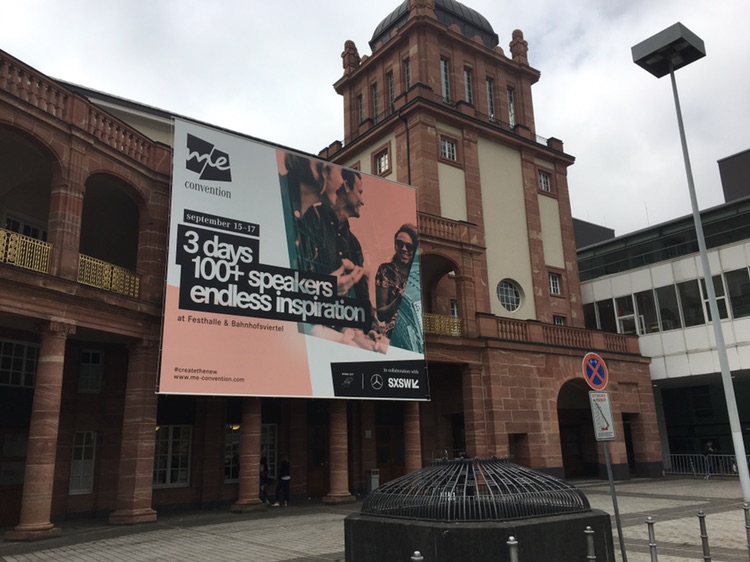 me
convention
september 15-17
3 days
100+ speakers
endless inspiration
at Festhalle & Bahnhofsviertel
#createthenew
www.me-convention.com
In collaboration with
SXSW